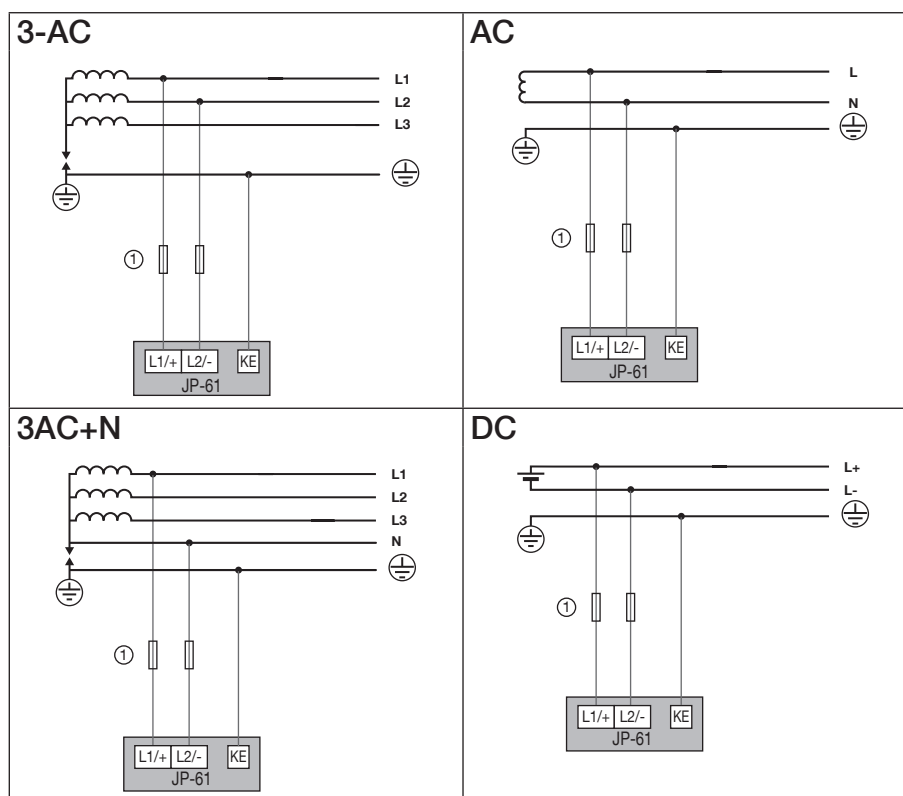 3-AC
L1
L2
L3
①
L1/+ L2/- KE
JP-61
AC
L
N
①
L1/+ L2/- KE
JP-61
3AC+N
L1
L2
L3
N
①
L1/+ L2/- KE
JP-61
DC
L+
L-
①
L1/+ L2/- KE
JP-61